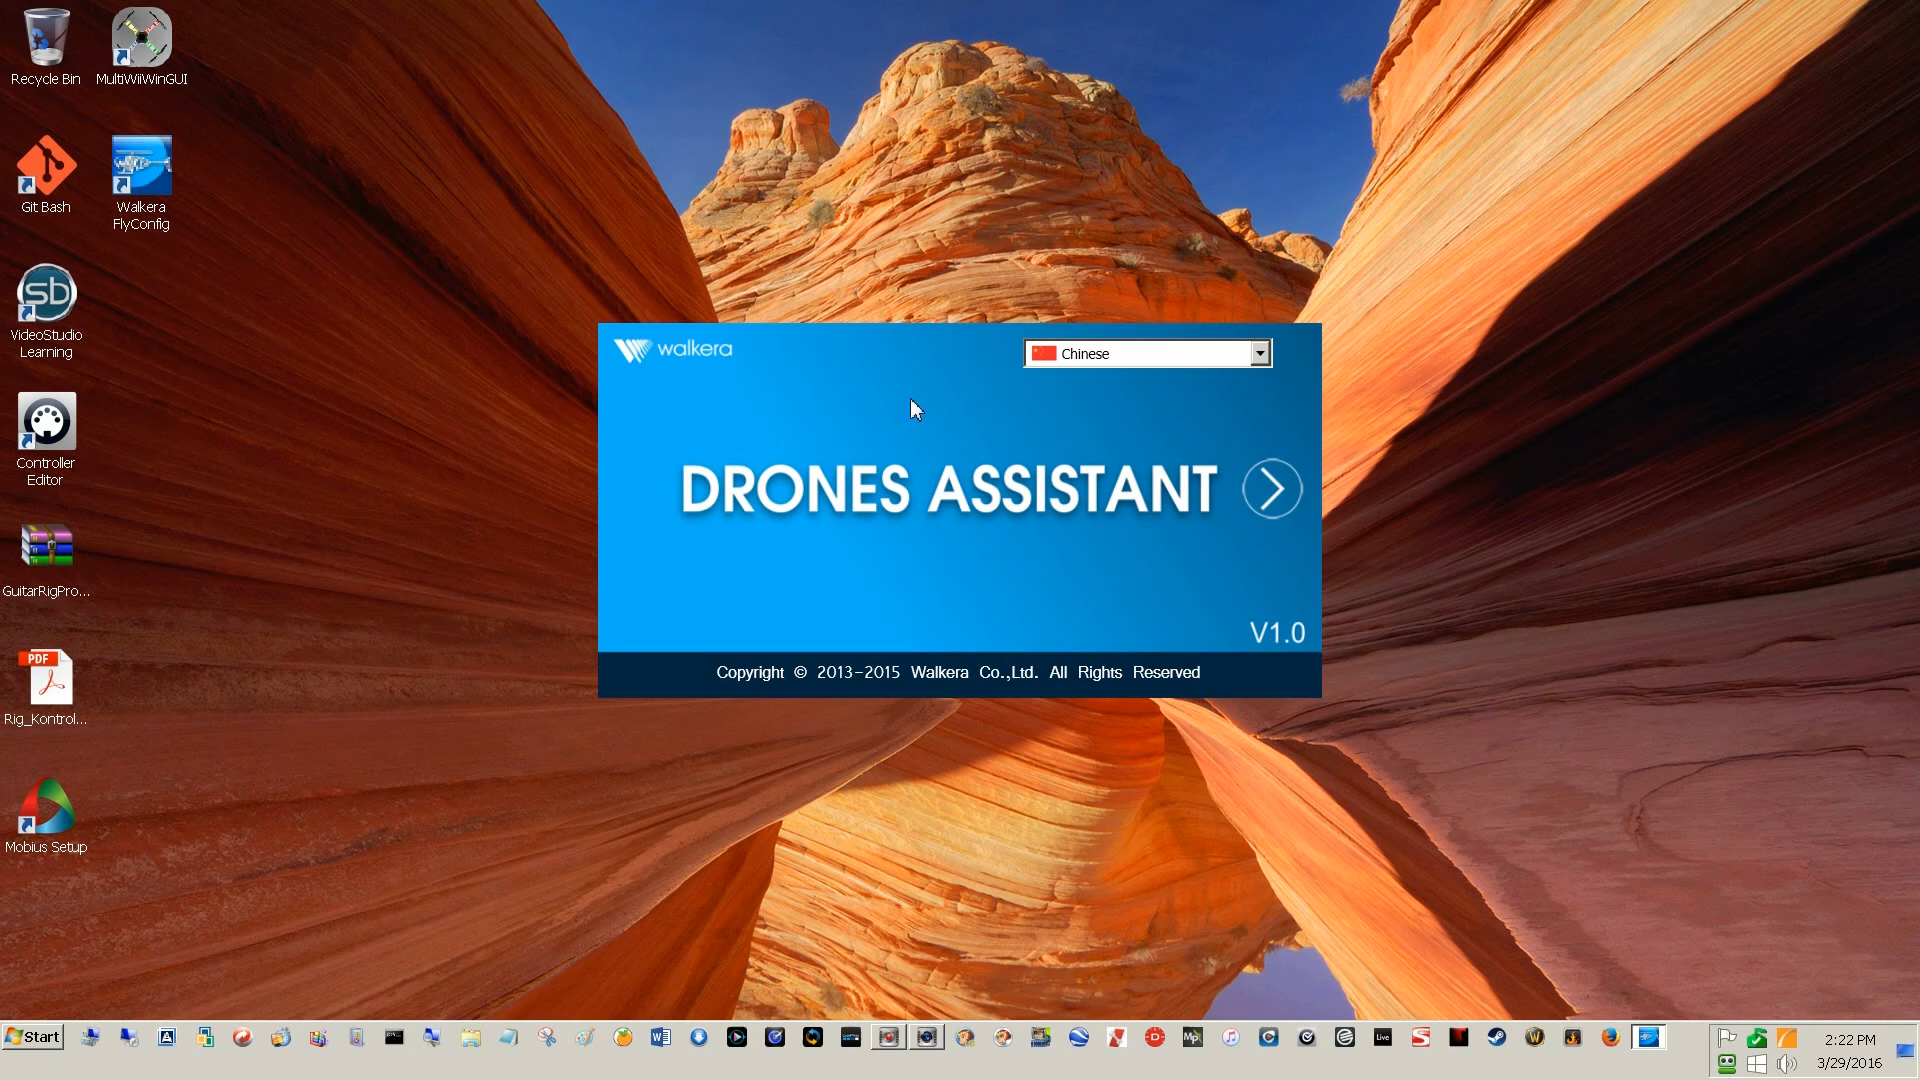 Recycle Bin
MultiWiiWinGUI
Git Bash
Walkera
FlyConfig
VideoStudio
Learning
Controller
Editor
GuitarRigPro...
PDF
Rig_Kontrol...
Mobius Setup
walkera
Chinese
DRONES ASSISTANT
V1.0
Copyright © 2013-2015 Walkera Co.,Ltd. All Rights Reserved
Start
Live
2:22 PM
3/29/2016